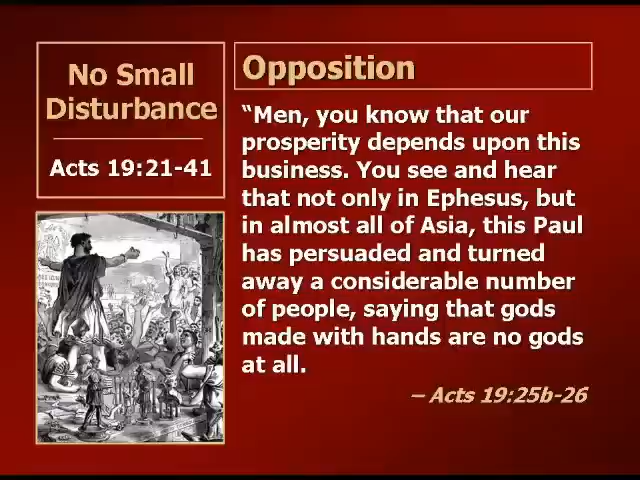 No Small
Disturbance
Acts 19:21-41
Opposition
“Men, you know that our
prosperity depends upon this
business. You see and hear
that not only in Ephesus, but
in almost all of Asia, this Paul
has persuaded and turned
away a considerable number
of people, saying that gods
made with hands are no gods
at all.
– Acts 19:25b-26